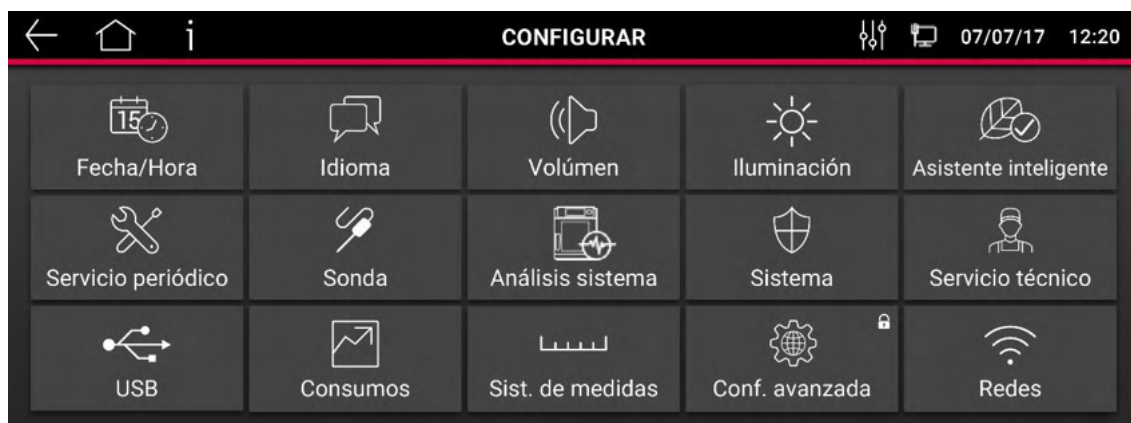 i CONFIGURAR 07/07/17 12:20
15
Fecha/Hora Idioma Volúmen Iluminación Asistente inteligente
Servicio periódico Sonda Análisis sistema Sistema Servicio técnico
USB Consumos Sist. de medidas Conf. avanzada Redes